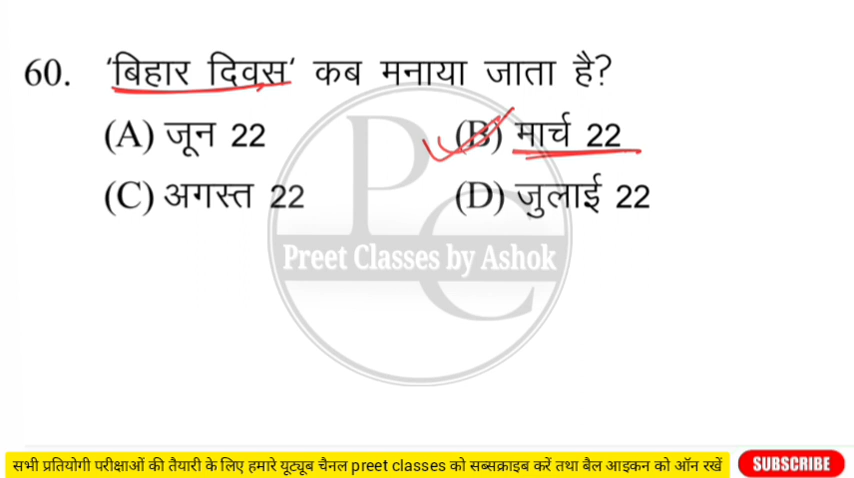 60. 'बिहार दिवस' कब मनाया जाता है?
(A) जून 22 (B) मार्च 22
(C) अगस्त 22 (D) जुलाई 22
PC
Preet Classes by Ashok
सभी प्रतियोगी परीक्षाओं की तैयारी के लिए हमारे यूट्यूब चैनल preet classes को सब्सक्राइब करें तथा बैल आइकन को ऑन रखें SUBSCRIBE